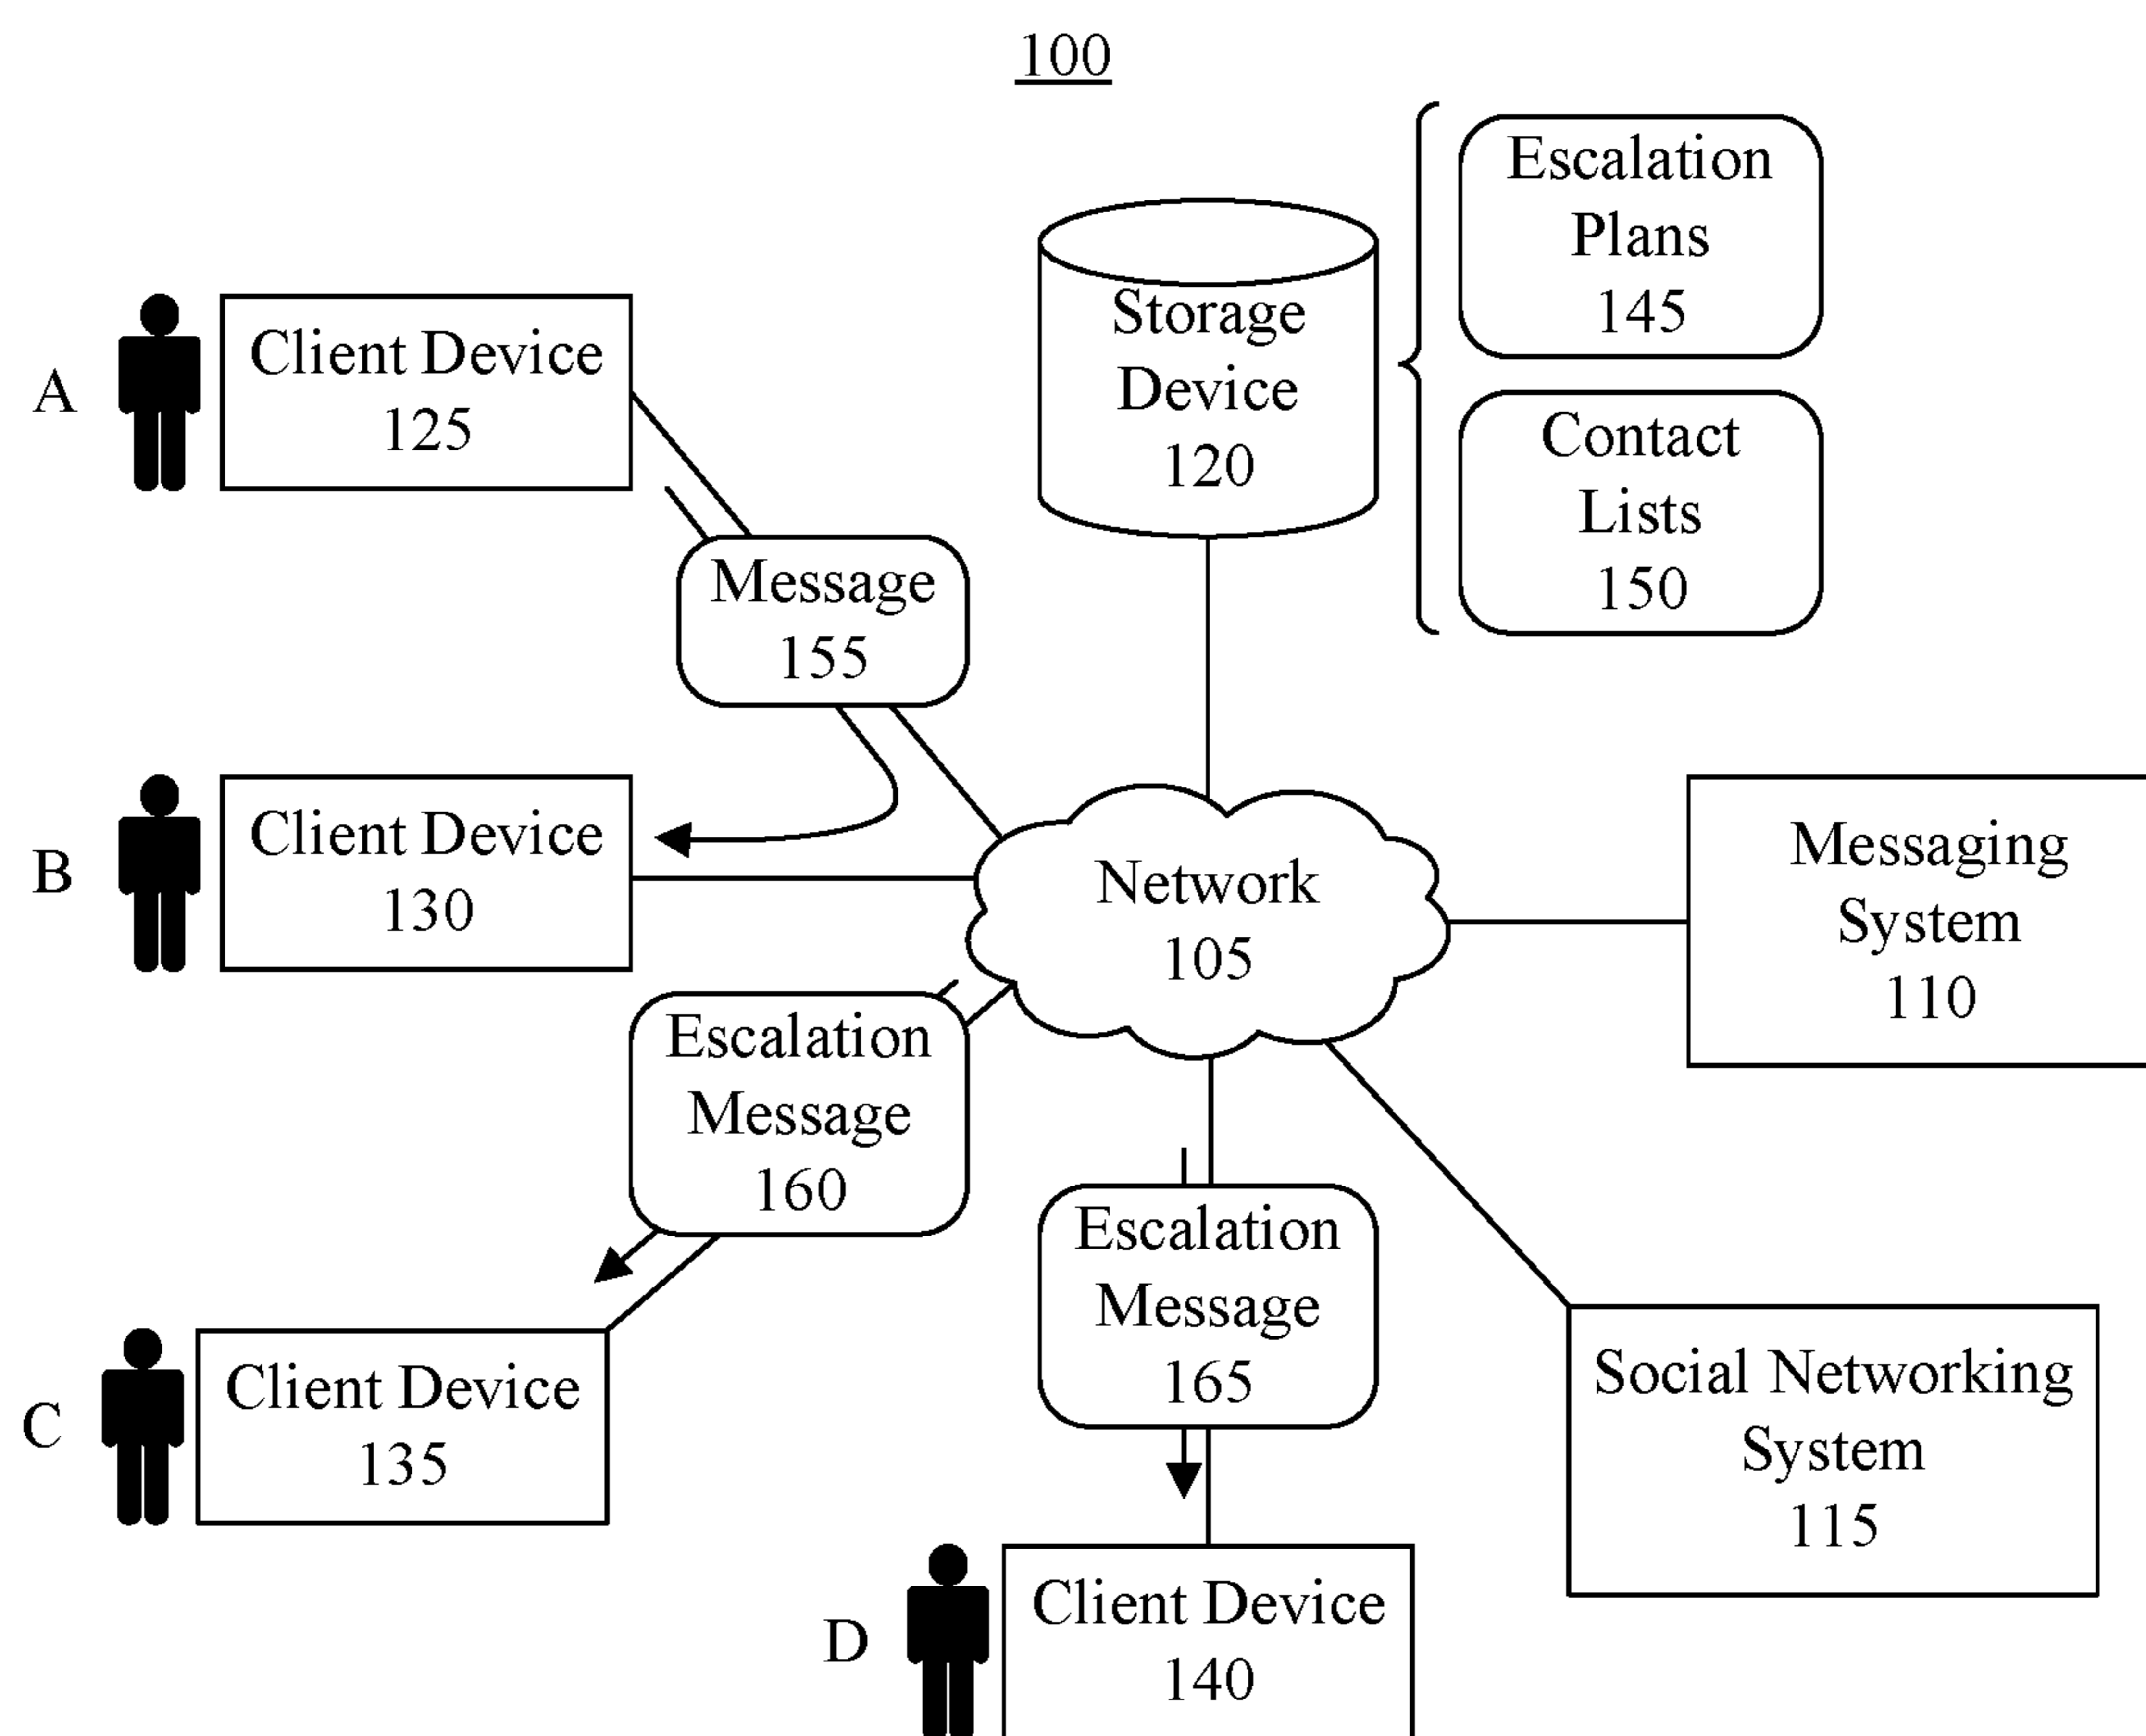 100
Escalation
Plans
145
Storage
Device
120
Contact
Lists
150
A
Client Device
125
Message
155
B
Client Device
130
Network
105
Messaging
System
110
Escalation
Message
160
Escalation
Message
165
C
Client Device
135
Social Networking
System
115
D
Client Device
140